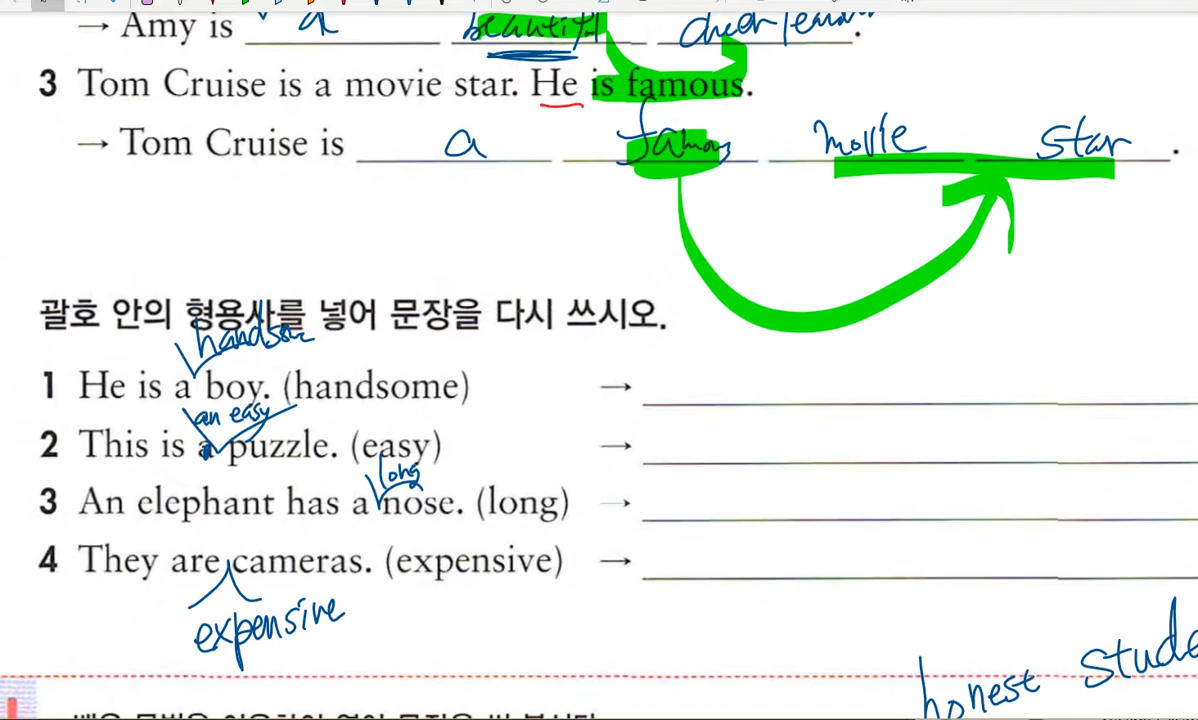 → Amy is a beautiful cheerleader.
3 Tom Cruise is a movie star. He is famous.
→ Tom Cruise is a famous movie star.
괄호 안의 형용사를 넣어 문장을 다시 쓰시오.
handsome
1 He is a boy. (handsome) →
an easy
2 This is a puzzle. (easy) →
long
3 An elephant has a nose. (long) →
4 They are cameras. (expensive) →
expensive
honest stude